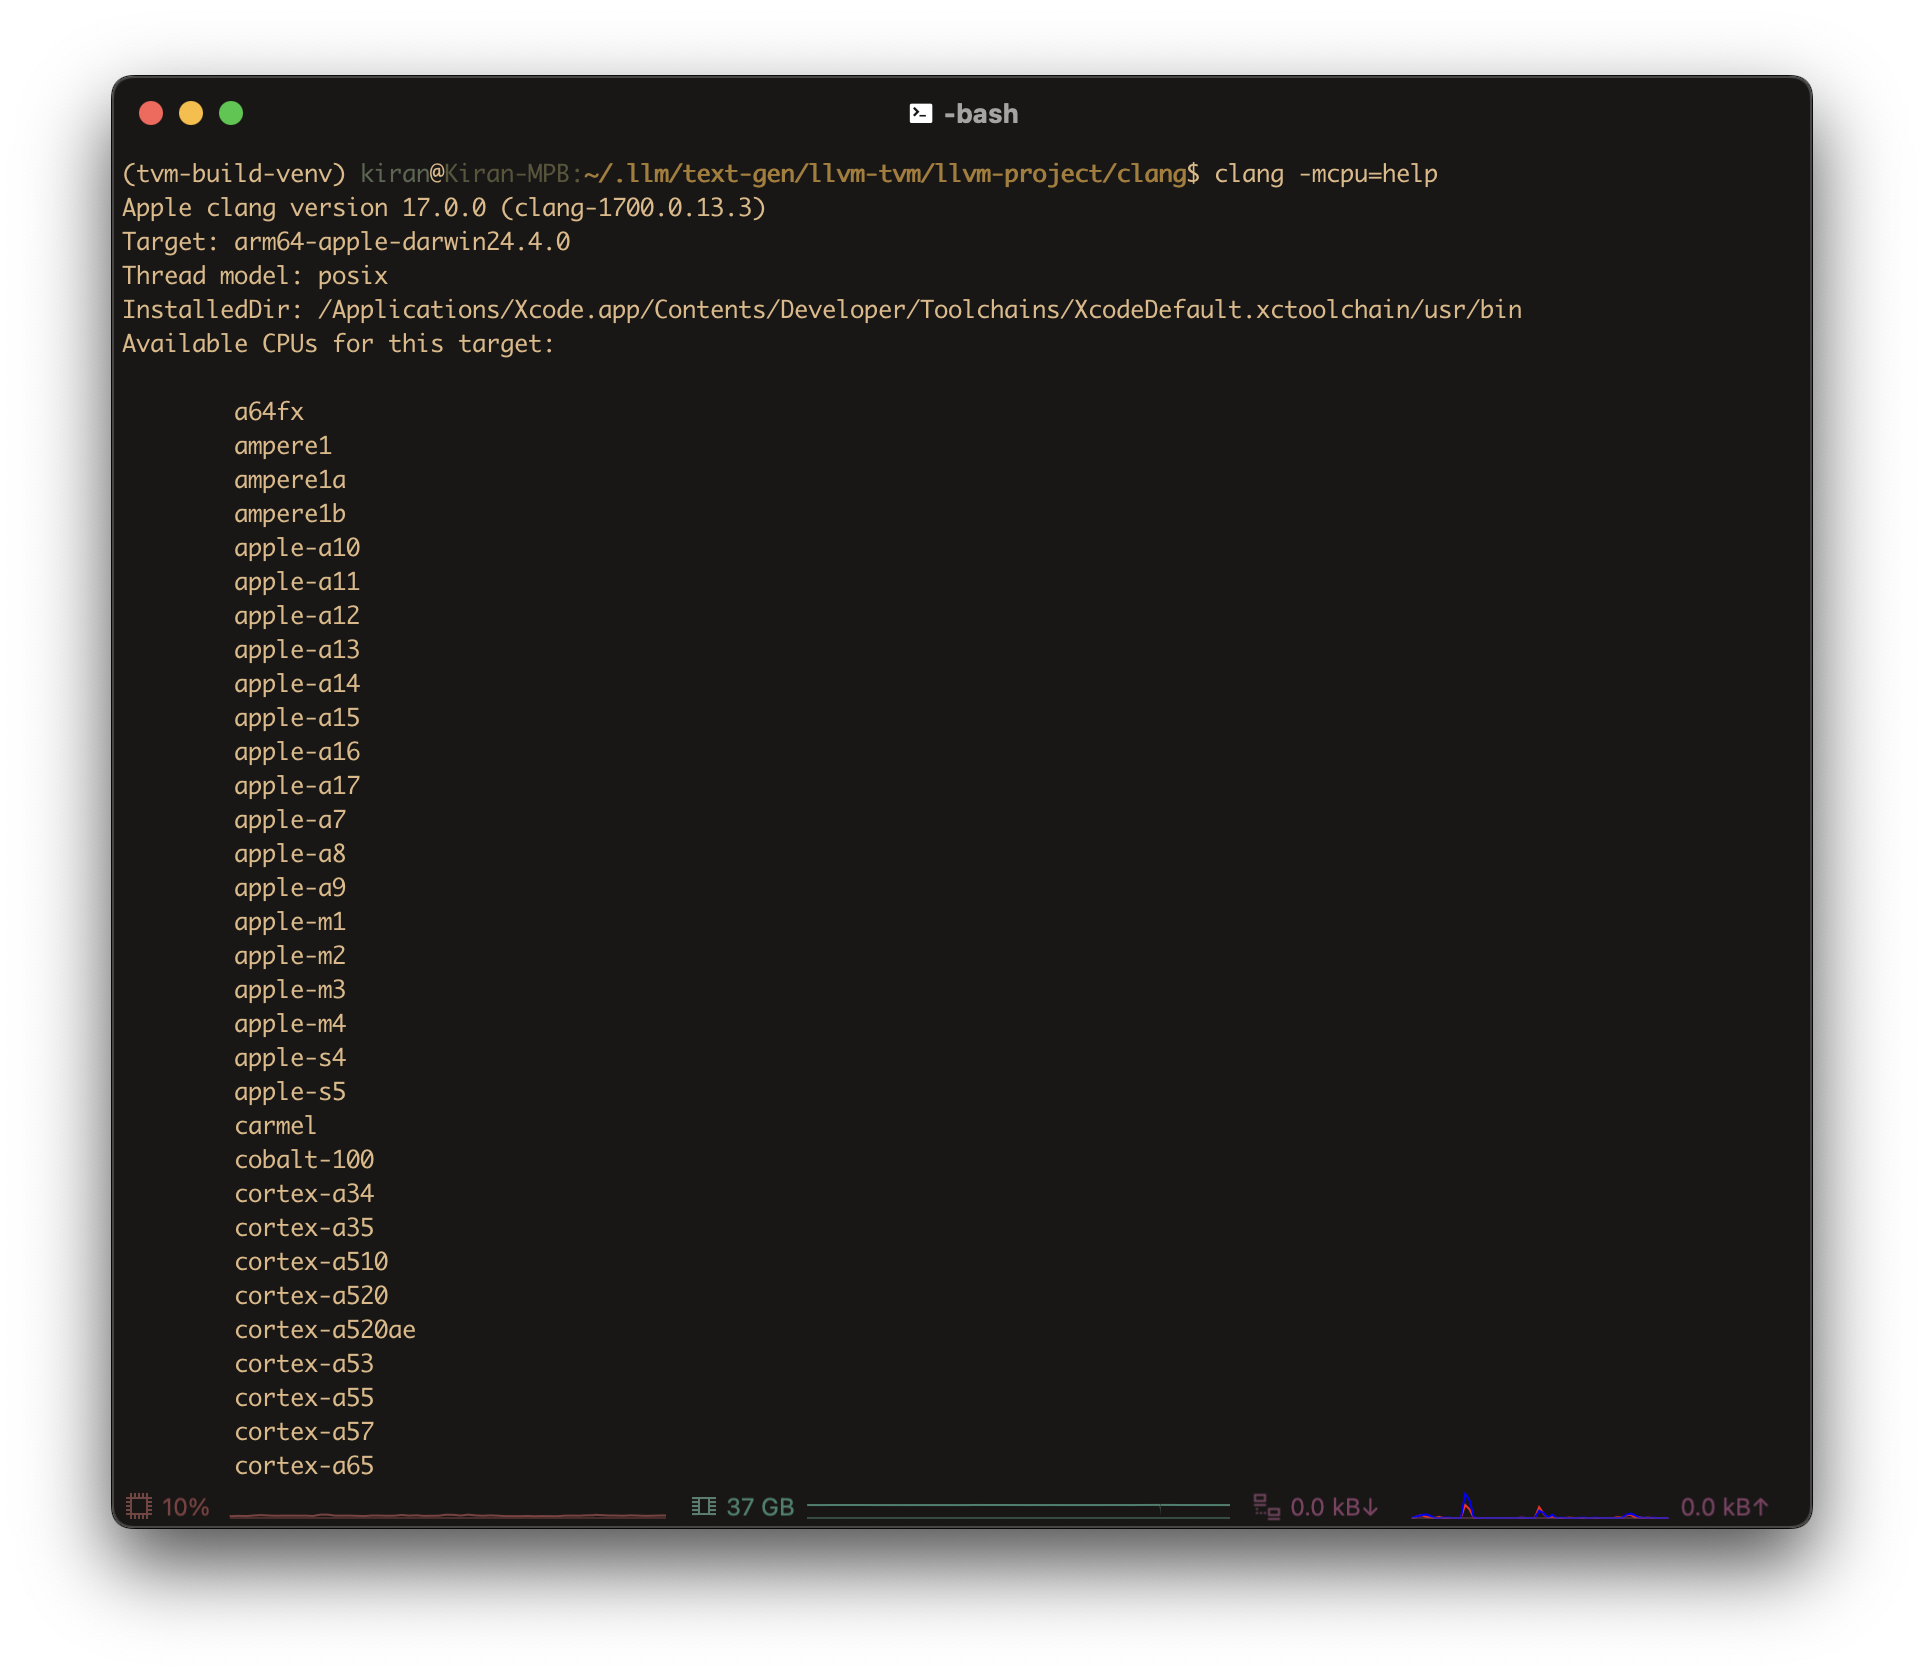 -bash
(tvm-build-venv) kiran@Kiran-MPB:~/.llm/text-gen/llvm-tvm/llvm-project/clang$ clang -mcpu=help
Apple clang version 17.0.0 (clang-1700.0.13.3)
Target: arm64-apple-darwin24.4.0
Thread model: posix
InstalledDir: /Applications/Xcode.app/Contents/Developer/Toolchains/XcodeDefault.xctoolchain/usr/bin
Available CPUs for this target:
a64fx
ampere1
ampere1a
ampere1b
apple-a10
apple-a11
apple-a12
apple-a13
apple-a14
apple-a15
apple-a16
apple-a17
apple-a7
apple-a8
apple-a9
apple-m1
apple-m2
apple-m3
apple-m4
apple-s4
apple-s5
carmel
cobalt-100
cortex-a34
cortex-a35
cortex-a510
cortex-a520
cortex-a520ae
cortex-a53
cortex-a55
cortex-a57
cortex-a65
10% 37 GB 0.0 kB↓ 0.0 kB↑